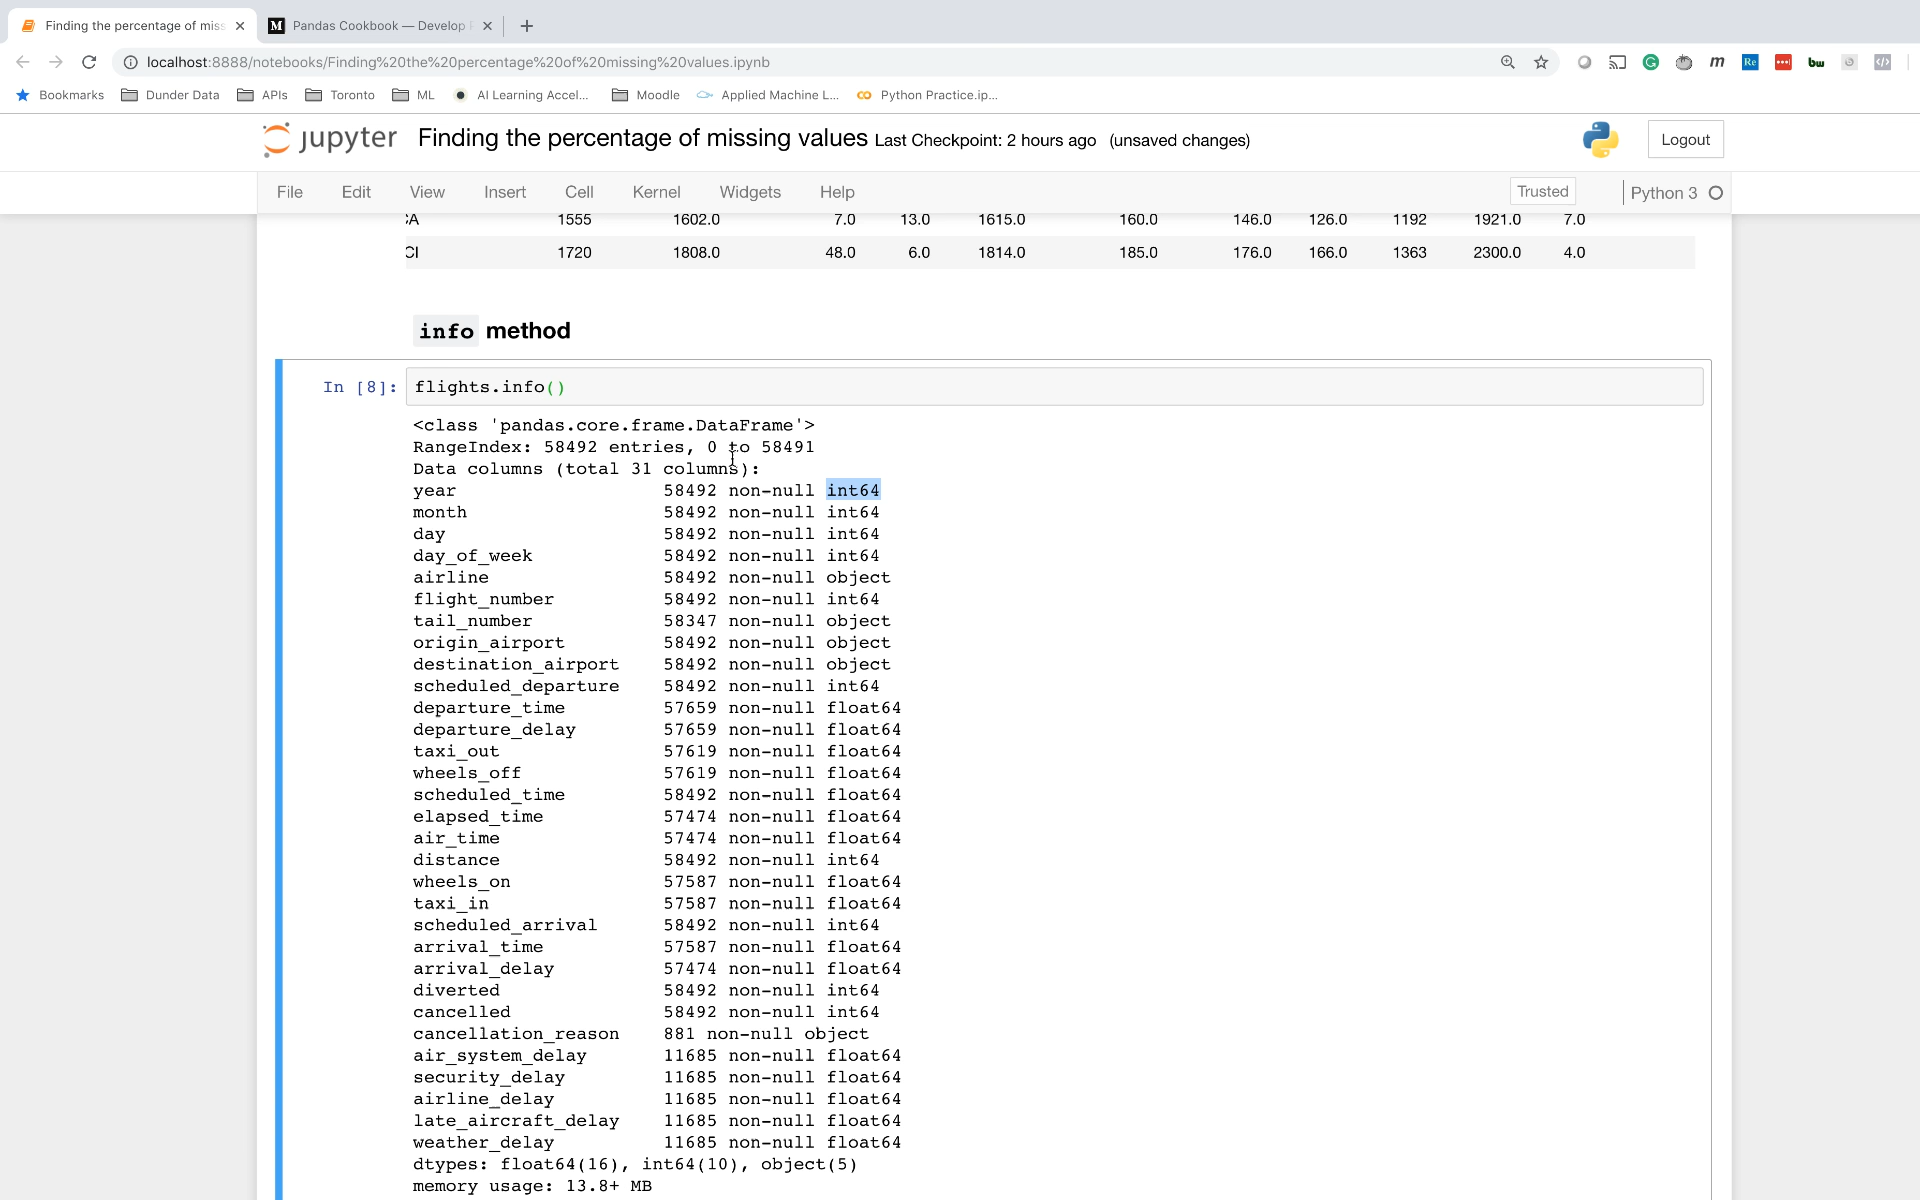 Finding the percentage of miss
Pandas Cookbook — Develop
localhost:8888/notebooks/Finding%20the%20percentage%20of%20missing%20values.ipynb
Bookmarks Dunder Data APIs Toronto ML AI Learning Accel... Moodle Applied Machine L... Python Practice.ip...
jupyter Finding the percentage of missing values Last Checkpoint: 2 hours ago (unsaved changes) Logout
File Edit View Insert Cell Kernel Widgets Help Trusted Python 3
1555 1602.0 7.0 13.0 1615.0 160.0 146.0 126.0 1192 1921.0 7.0
CI 1720 1808.0 48.0 6.0 1814.0 185.0 176.0 166.0 1363 2300.0 4.0
info method
In [8]: flights.info()
<class 'pandas.core.frame.DataFrame'>
RangeIndex: 58492 entries, 0 to 58491
Data columns (total 31 columns):
year 58492 non-null int64
month 58492 non-null int64
day 58492 non-null int64
day_of_week 58492 non-null int64
airline 58492 non-null object
flight_number 58492 non-null int64
tail_number 58347 non-null object
origin_airport 58492 non-null object
destination_airport 58492 non-null object
scheduled_departure 58492 non-null int64
departure_time 57659 non-null float64
departure_delay 57659 non-null float64
taxi_out 57619 non-null float64
wheels_off 57619 non-null float64
scheduled_time 58492 non-null float64
elapsed_time 57474 non-null float64
air_time 57474 non-null float64
distance 58492 non-null int64
wheels_on 57587 non-null float64
taxi_in 57587 non-null float64
scheduled_arrival 58492 non-null int64
arrival_time 57587 non-null float64
arrival_delay 57474 non-null float64
diverted 58492 non-null int64
cancelled 58492 non-null int64
cancellation_reason 881 non-null object
air_system_delay 11685 non-null float64
security_delay 11685 non-null float64
airline_delay 11685 non-null float64
late_aircraft_delay 11685 non-null float64
weather_delay 11685 non-null float64
dtypes: float64(16), int64(10), object(5)
memory usage: 13.8+ MB